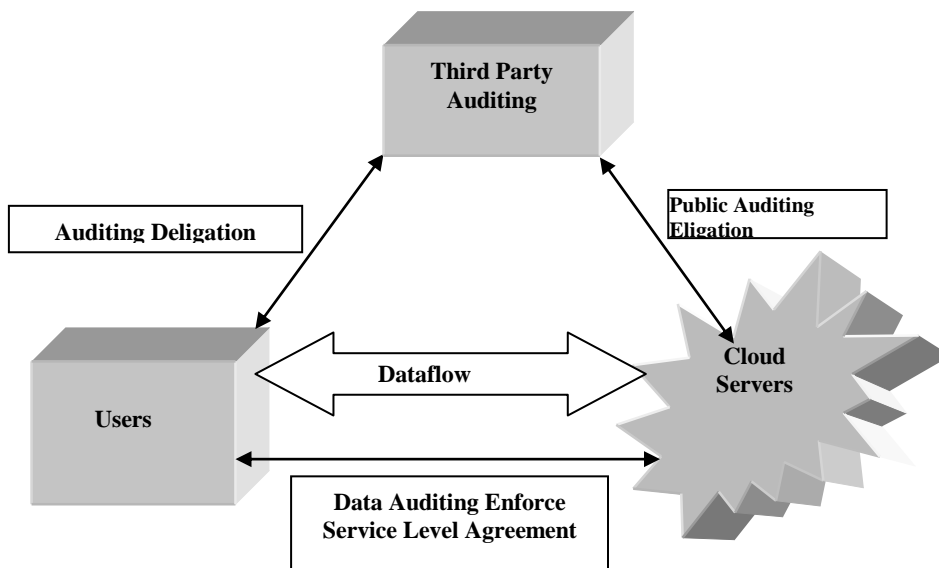 Third Party
Auditing
Auditing Deligation
Public Auditing
Eligation
Cloud
Servers
Dataflow
Users
Data Auditing Enforce
Service Level Agreement